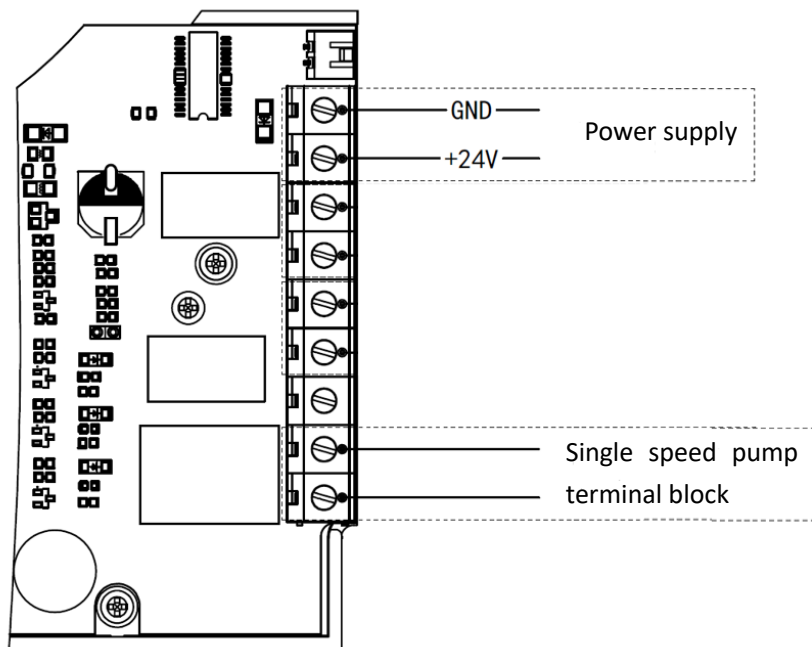 GND
Power supply
+24V
Single speed pump
terminal block